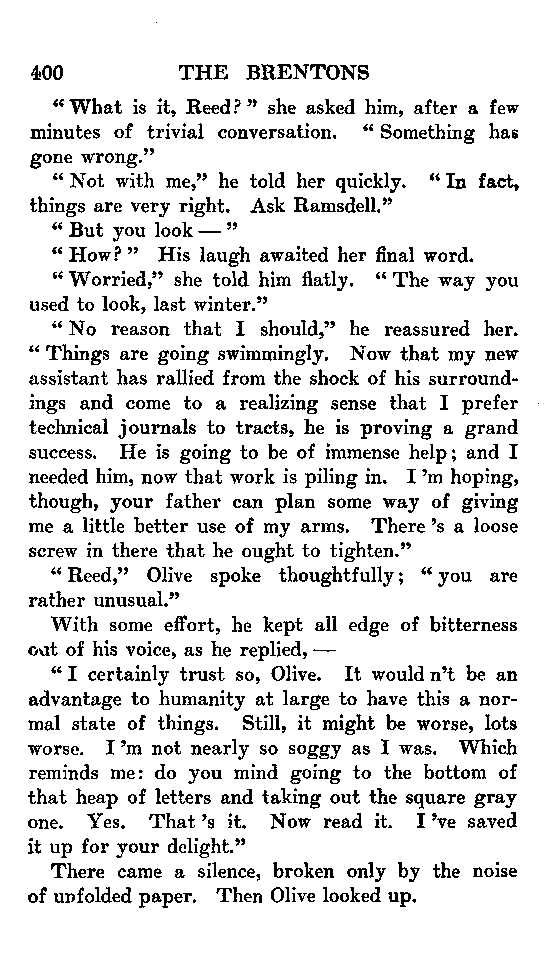 400 THE BRENTONS
“What is it, Reed?” she asked him, after a few
minutes of trivial conversation. “Something has
gone wrong.”
“Not with me,” he told her quickly. “In fact,
things are very right. Ask Ramsdell.”
“But you look — ”
“How?” His laugh awaited her final word.
“Worried,” she told him flatly. “The way you
used to look, last winter.”
“No reason that I should,” he reassured her.
“Things are going swimmingly. Now that my new
assistant has rallied from the shock of his surround-
ings and come to a realizing sense that I prefer
technical journals to tracts, he is proving a grand
success. He is going to be of immense help; and I
needed him, now that work is piling in. I 'm hoping,
though, your father can plan some way of giving
me a little better use of my arms. There 's a loose
screw in there that he ought to tighten.”
“Reed,” Olive spoke thoughtfully; “you are
rather unusual.”
With some effort, he kept all edge of bitterness
out of his voice, as he replied, —
“I certainly trust so, Olive. It would n't be an
advantage to humanity at large to have this a nor-
mal state of things. Still, it might be worse, lots
worse. I 'm not nearly so soggy as I was. Which
reminds me: do you mind going to the bottom of
that heap of letters and taking out the square gray
one. Yes. That 's it. Now read it. I 've saved
it up for your delight.”
There came a silence, broken only by the noise
of unfolded paper. Then Olive looked up.